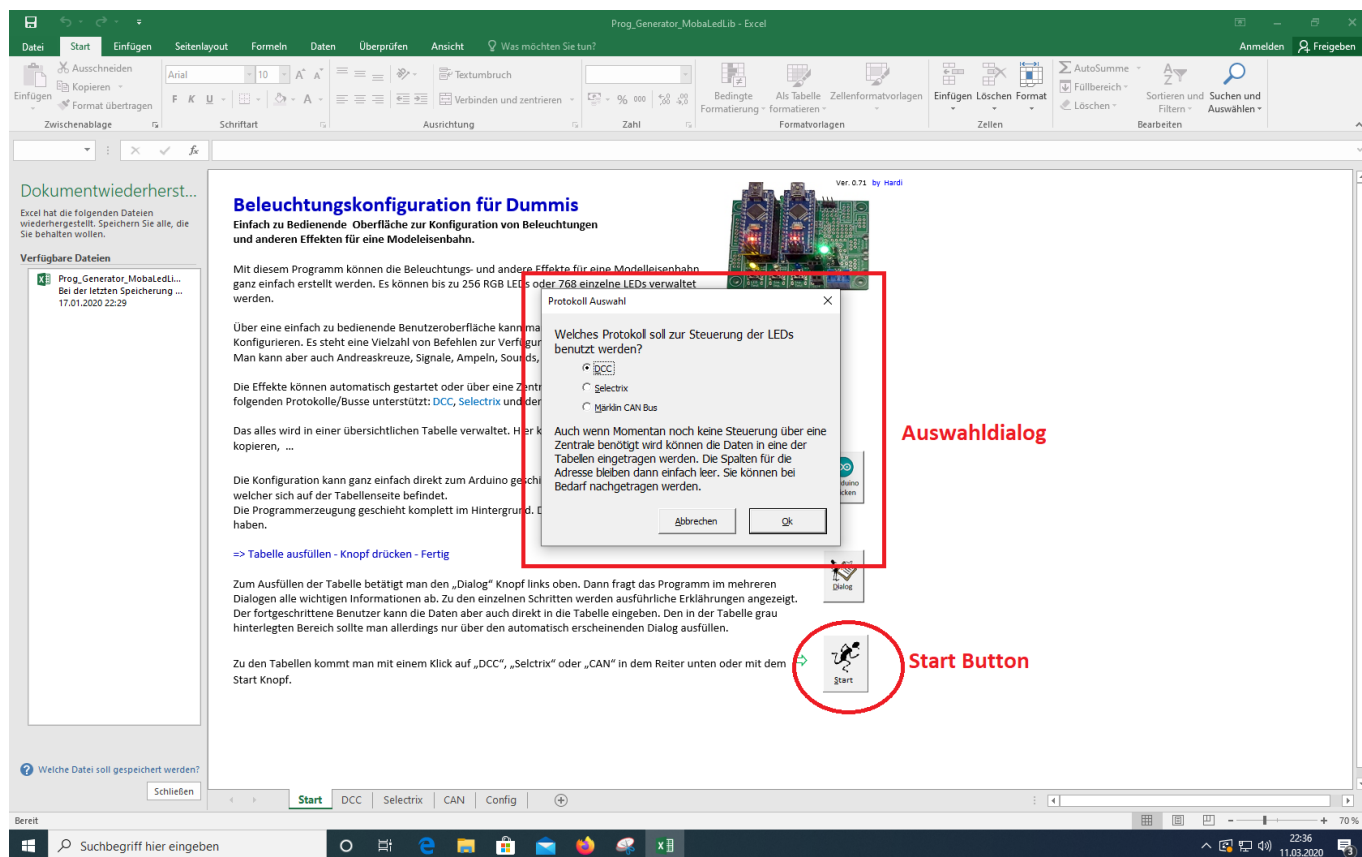 Prog_Generator_MobaLedLib - Excel
Datei Start Einfügen Seitenlayout Formeln Daten Überprüfen Ansicht Was möchten Sie tun? Anmelden Freigeben
Ausschneiden
Kopieren
Format übertragen
Einfügen
Arial 10
F K U
Textumbruch
Verbinden und zentrieren
% 000
Bedingte Formatierung
Als Tabelle formatieren
Zellenformatvorlagen
Einfügen Löschen Format
AutoSumme
Füllbereich
Löschen
Sortieren und Filtern
Suchen und Auswählen
Zwischenablage Schriftart Ausrichtung Zahl Formatvorlagen Zellen Bearbeiten
fx
Dokumentwiederherst...
Excel hat die folgenden Dateien
wiederhergestellt. Speichern Sie alle, die
Sie behalten wollen.
Verfügbare Dateien
Prog_Generator_MobaLedLi...
Bei der letzten Speicherung ...
17.01.2020 22:29
Welche Datei soll gespeichert werden?
Schließen
Ver. 0.71 by Hardi
Beleuchtungskonfiguration für Dummis
Einfach zu Bedienende Oberfläche zur Konfiguration von Beleuchtungen
und anderen Effekten für eine Modeleisenbahn.
Mit diesem Programm können die Beleuchtungs- und andere Effekte für eine Modelleisenbahn
ganz einfach erstellt werden. Es können bis zu 256 RGB LEDs oder 768 einzelne LEDs verwaltet
werden.
Über eine einfach zu bedienende Benutzeroberfläche kann
Konfigurieren. Es steht eine Vielzahl von Befehlen zur
Man kann aber auch Andreaskreuze, Signale, Ampeln, Sounds,
Die Effekte können automatisch gestartet oder über eine
folgenden Protokolle/Busse unterstützt: DCC, Selectrix und
Das alles wird in einer übersichtlichen Tabelle verwaltet.
kopieren, ...
Die Konfiguration kann ganz einfach direkt zum Arduino
welcher sich auf der Tabellenseite befindet.
Die Programmerzeugung geschieht komplett im Hintergrund.
haben.
=> Tabelle ausfüllen - Knopf drücken - Fertig
Zum Ausfüllen der Tabelle betätigt man den „Dialog“ Knopf links oben. Dann fragt das Programm im mehreren
Dialogen alle wichtigen Informationen ab. Zu den einzelnen Schritten werden ausführliche Erklährungen angezeigt.
Der fortgeschrittene Benutzer kann die Daten aber auch direkt in die Tabelle eingeben. Den in der Tabelle grau
hinterlegten Bereich sollte man allerdings nur über den automatisch erscheinenden Dialog ausfüllen.
Zu den Tabellen kommt man mit einem Klick auf „DCC“, „Selctrix“ oder „CAN“ in dem Reiter unten oder mit dem
Start Knopf.
Protokoll Auswahl
Welches Protokoll soll zur Steuerung der LEDs
benutzt werden?
DCC
Selectrix
Märklin CAN Bus
Auch wenn Momentan noch keine Steuerung über eine
Zentrale benötigt wird können die Daten in eine der
Tabellen eingetragen werden. Die Spalten für die
Adresse bleiben dann einfach leer. Sie können bei
Bedarf nachgetragen werden.
Abbrechen Ok
Auswahldialog
Dialog
Start
Start Button
Start DCC Selectrix CAN Config
Bereit
70 %
Suchbegriff hier eingeben
22:36
11.03.2020
3